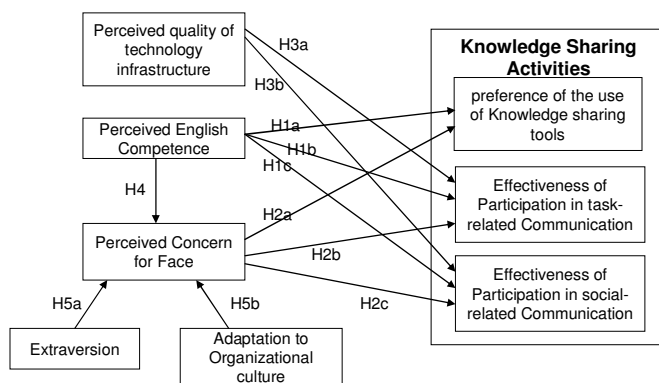 Perceived quality of
technology
infrastructure
H3a
H3b
Knowledge Sharing
Activities
preference of the use
of Knowledge sharing
tools
Perceived English
Competence
H1a
H1b
H1c
H4
Effectiveness of
Participation in task-
related Communication
H2a
Perceived Concern
for Face
H2b
H2c
Effectiveness of
Participation in social-
related Communication
H5a
H5b
Extraversion
Adaptation to
Organizational
culture